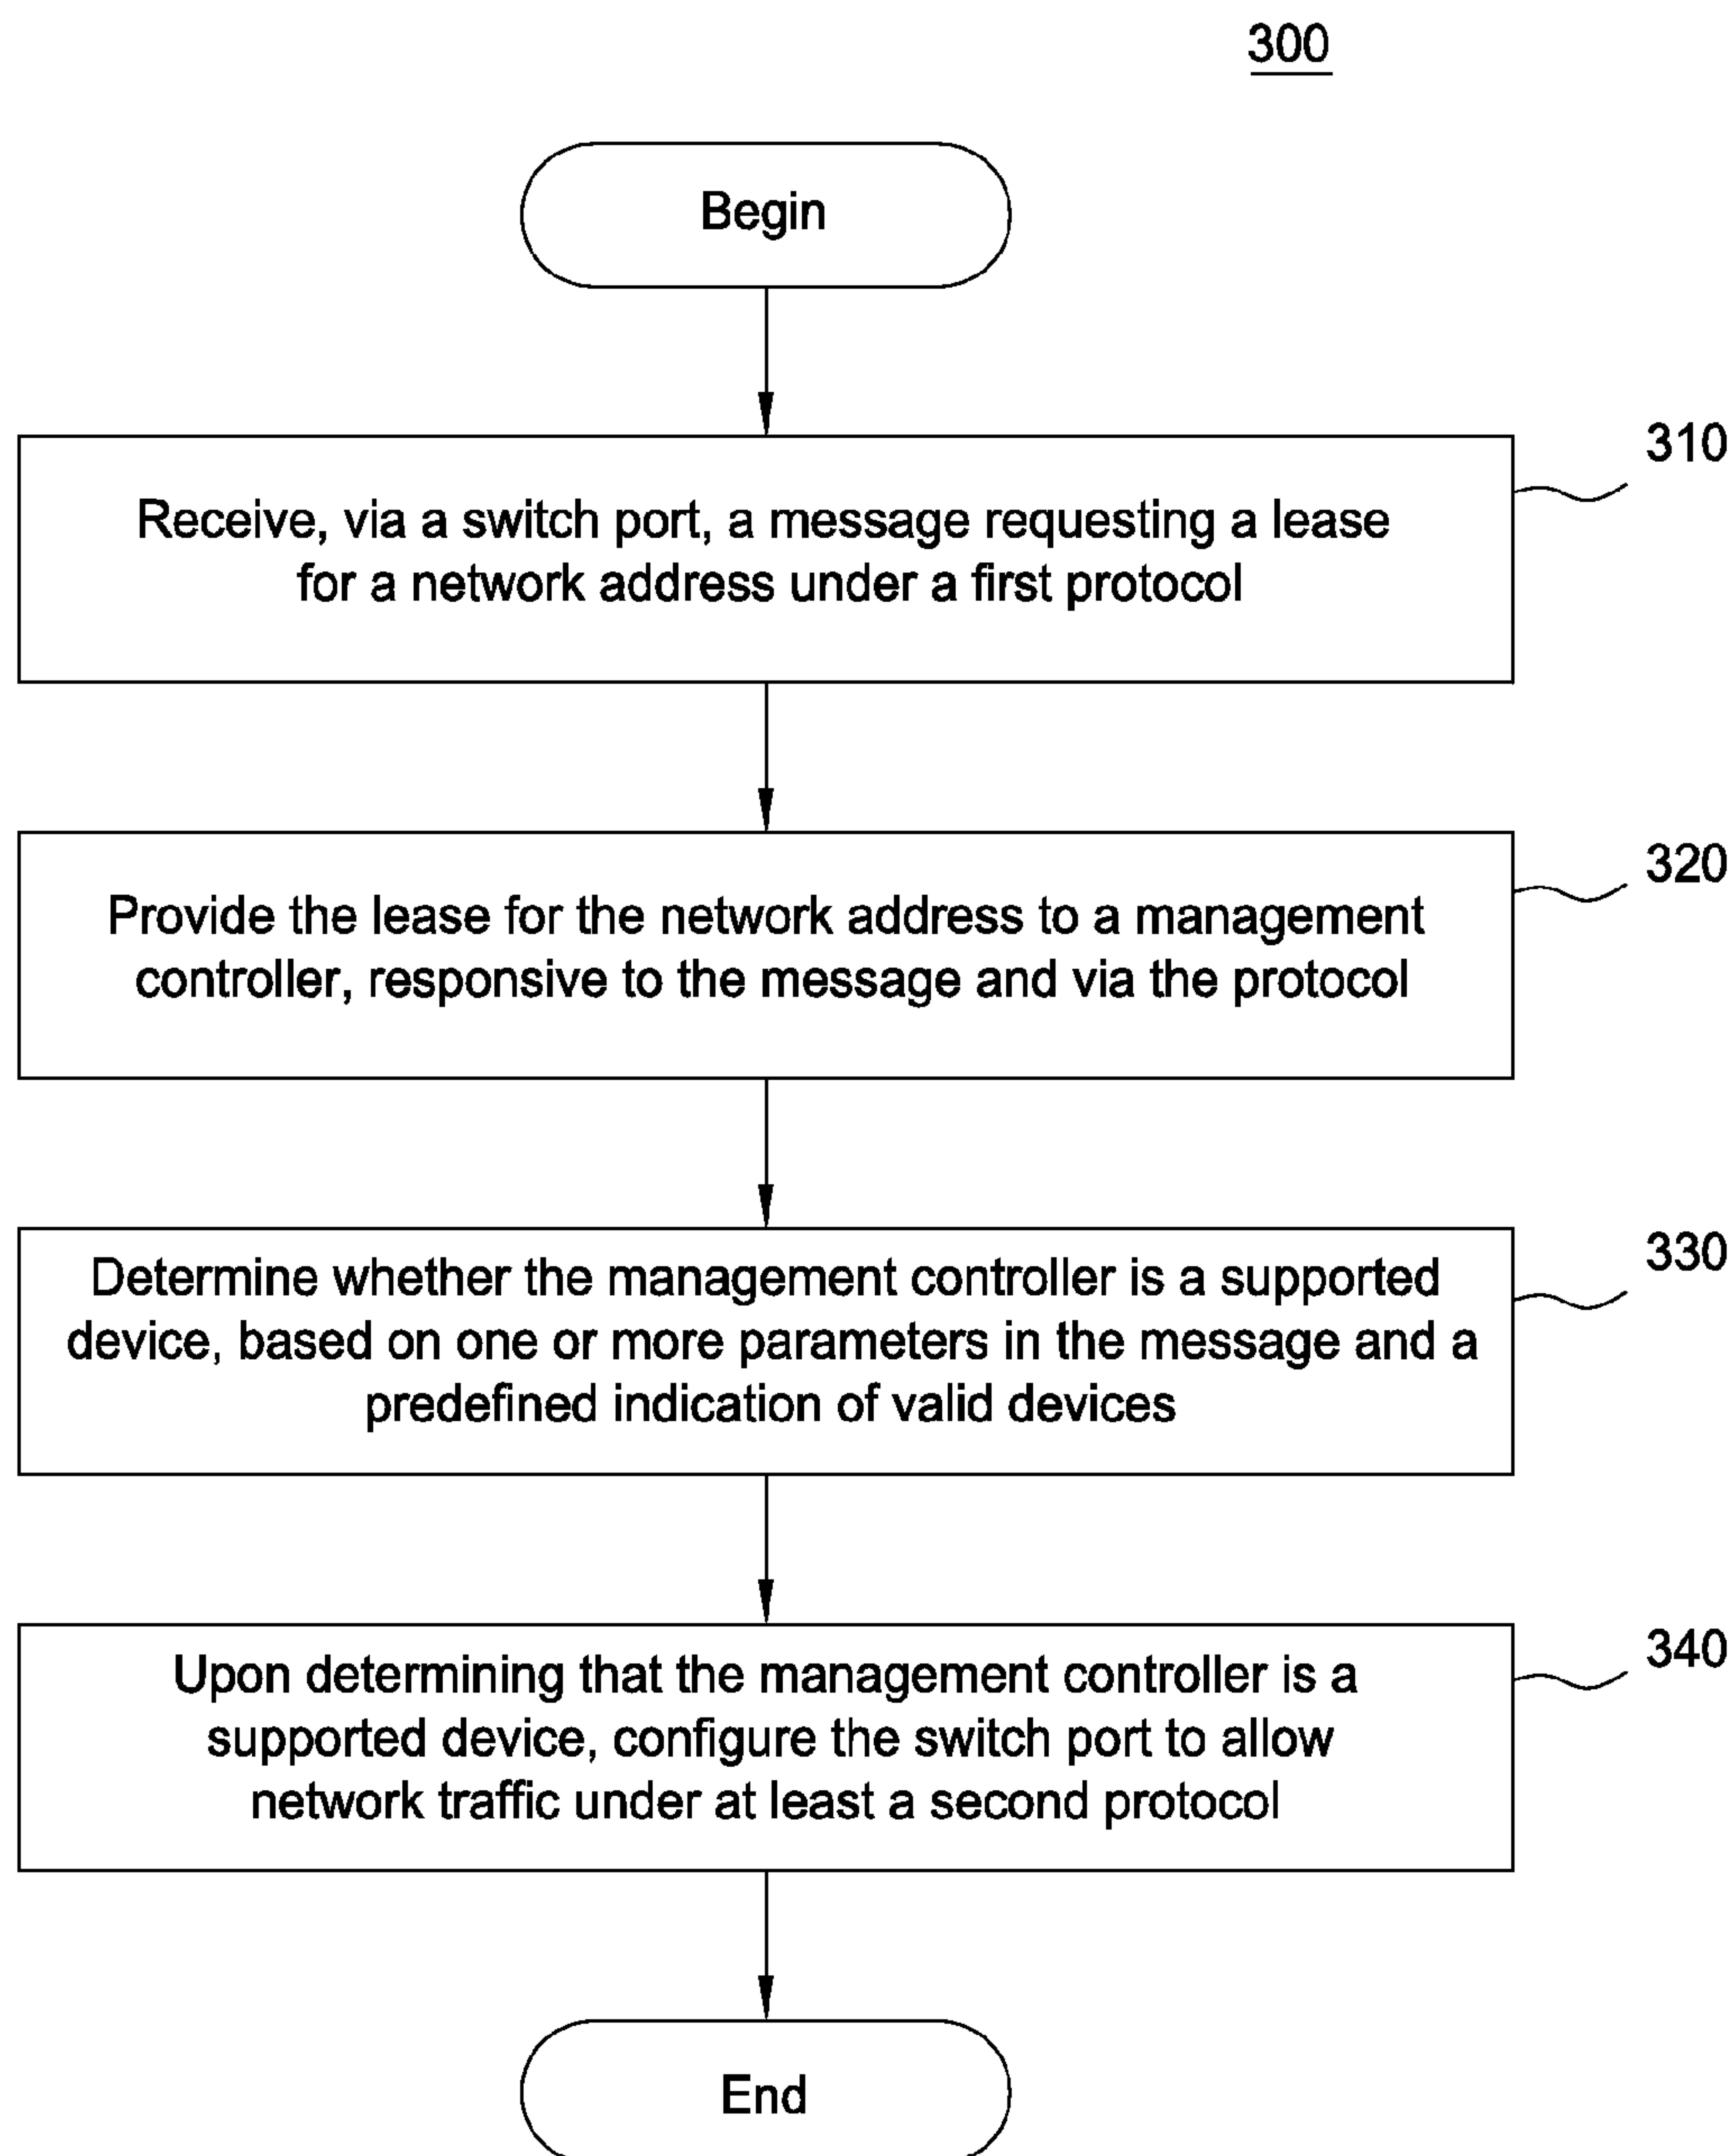 300
Begin
310
Receive, via a switch port, a message requesting a lease
for a network address under a first protocol
320
Provide the lease for the network address to a management
controller, responsive to the message and via the protocol
330
Determine whether the management controller is a supported
device, based on one or more parameters in the message and a
predefined indication of valid devices
340
Upon determining that the management controller is a
supported device, configure the switch port to allow
network traffic under at least a second protocol
End